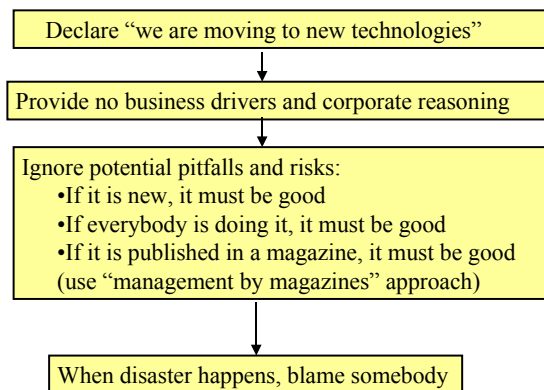 Declare “we are moving to new technologies”
Provide no business drivers and corporate reasoning
Ignore potential pitfalls and risks:
•If it is new, it must be good
•If everybody is doing it, it must be good
•If it is published in a magazine, it must be good
(use “management by magazines” approach)
When disaster happens, blame somebody